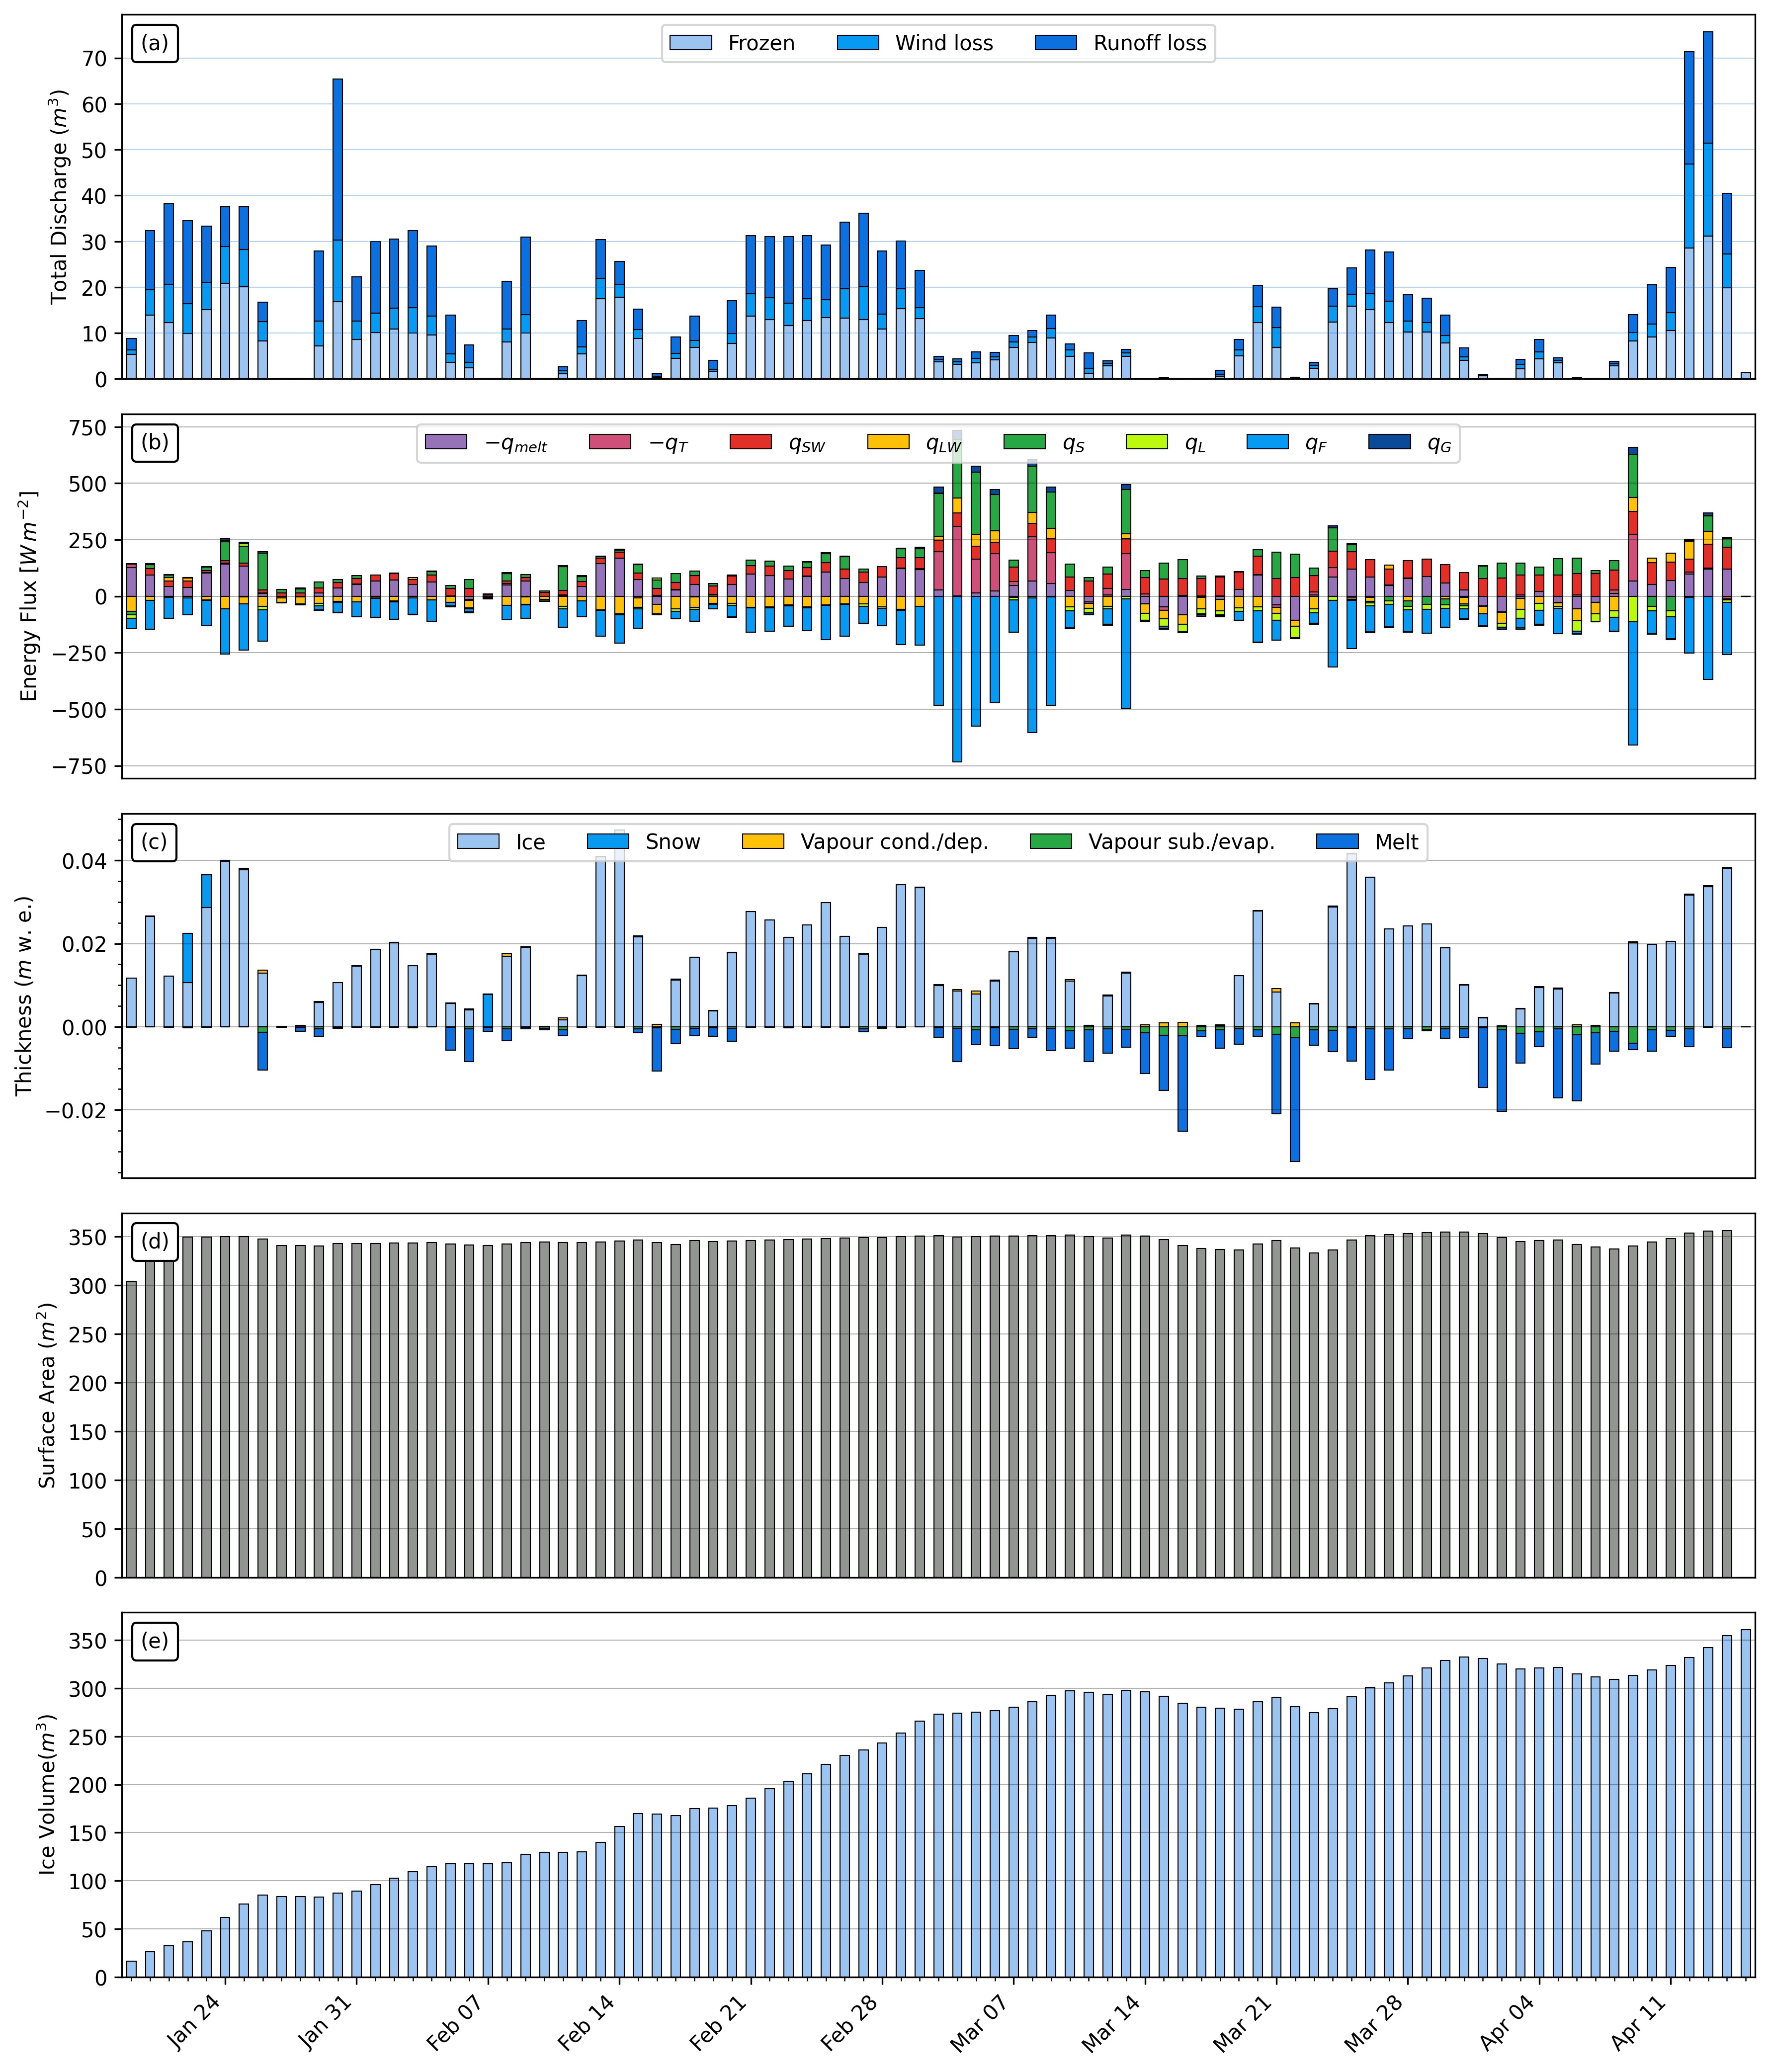 (a)
Frozen Wind loss Runoff loss
Total Discharge (m³)
70
60
50
40
30
20
10
0
(b)
−q_melt −q_T q_SW q_LW q_S q_L q_F q_G
Energy Flux [W m⁻²]
750
500
250
0
−250
−500
−750
(c)
Ice Snow Vapour cond./dep. Vapour sub./evap. Melt
Thickness (m w. e.)
0.04
0.02
0.00
−0.02
(d)
Surface Area (m²)
350
300
250
200
150
100
50
0
(e)
Ice Volume(m³)
350
300
250
200
150
100
50
0
Jan 24 Jan 31 Feb 07 Feb 14 Feb 21 Feb 28 Mar 07 Mar 14 Mar 21 Mar 28 Apr 04 Apr 11